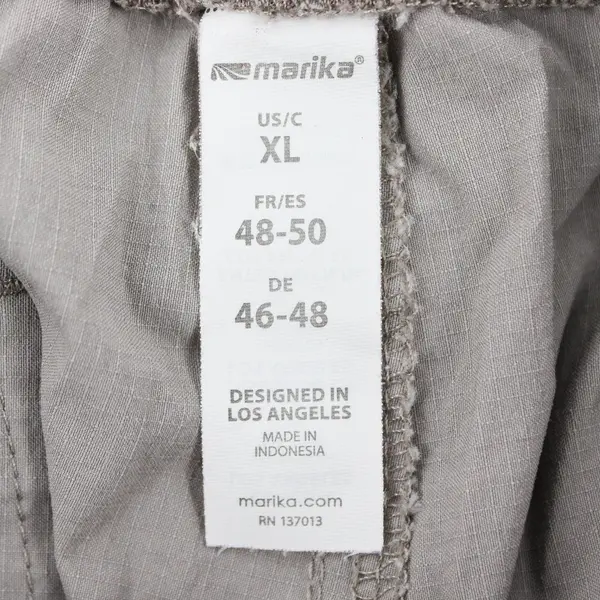 marika®
US/C
XL
FR/ES
48-50
DE
46-48
DESIGNED IN
LOS ANGELES
MADE IN
INDONESIA
marika.com
RN 137013